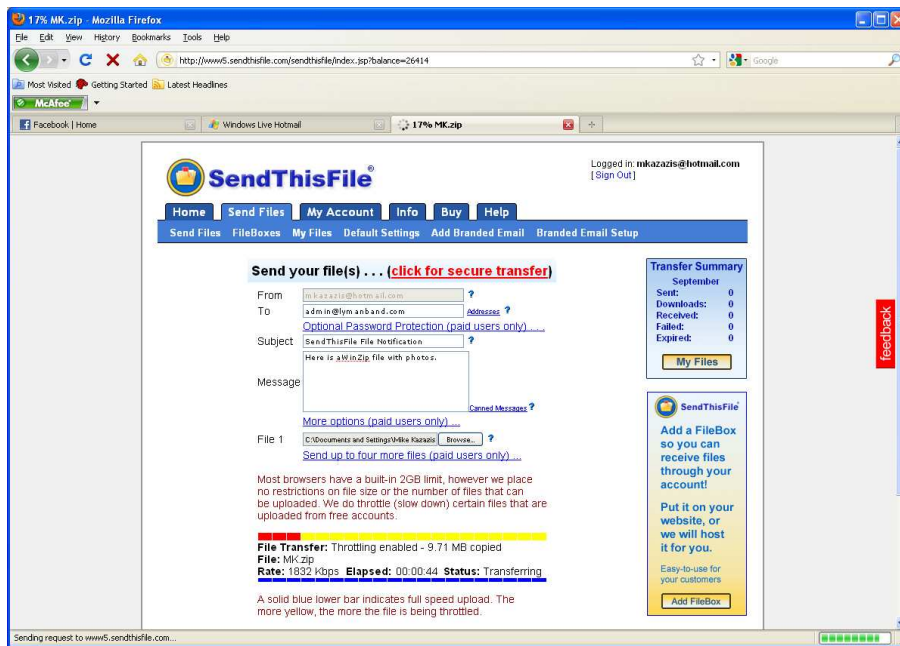 17% MK.zip - Mozilla Firefox
File Edit View History Bookmarks Tools Help
http://www5.sendthisfile.com/sendthisfile/index.jsp?balance=26414
Google
Most Visited Getting Started Latest Headlines
McAfee
Facebook | Home
Windows Live Hotmail
17% MK.zip
SendThisFile®
Logged in: mkazazis@hotmail.com
[ Sign Out ]
Home Send Files My Account Info Buy Help
Send Files FileBoxes My Files Default Settings Add Branded Email Branded Email Setup
Send your file(s) . . . (click for secure transfer)
From mkazazis@hotmail.com ?
To admin@lymanband.com Addresses ?
Optional Password Protection (paid users only) . . .
Subject SendThisFile File Notification ?
Message Here is aWinZip file with photos.
Canned Messages ?
More options (paid users only) ...
File 1 C:\Documents and Settings\Mike Kazazis Browse... ?
Send up to four more files (paid users only) ...
Most browsers have a built-in 2GB limit, however we place
no restrictions on file size or the number of files that can
be uploaded. We do throttle (slow down) certain files that are
uploaded from free accounts.
File Transfer: Throttling enabled - 9.71 MB copied
File: MK.zip
Rate: 1832 Kbps Elapsed: 00:00:44 Status: Transferring
A solid blue lower bar indicates full speed upload. The
more yellow, the more the file is being throttled.
Transfer Summary
September
Sent: 0
Downloads: 0
Received: 0
Failed: 0
Expired: 0
My Files
SendThisFile
Add a FileBox
so you can
receive files
through your
account!
Put it on your
website, or
we will host
it for you.
Easy-to-use for
your customers
Add FileBox
feedback
Sending request to www5.sendthisfile.com...